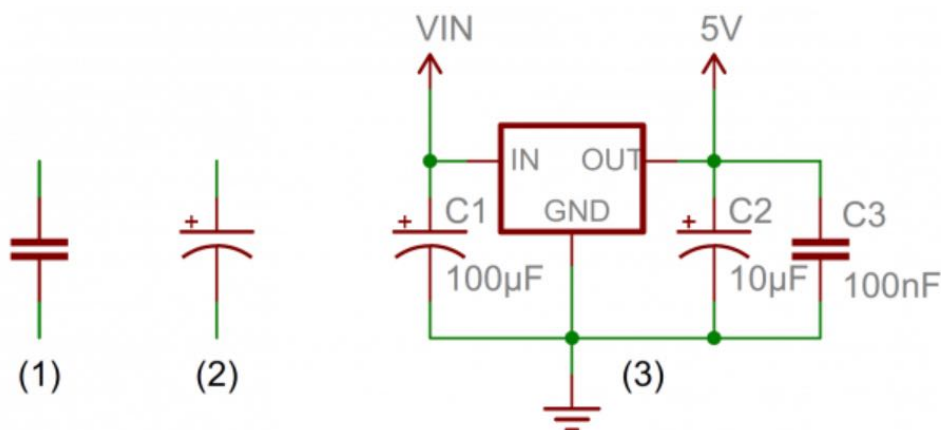 VIN
5V
IN
OUT
GND
+
+
C1
+
C2
C3
100µF
10µF
100nF
(1)
(2)
(3)